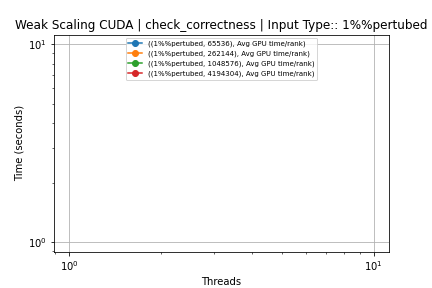 Weak Scaling CUDA | check_correctness | Input Type:: 1%%pertubed
((1%%pertubed, 65536), Avg GPU time/rank)
((1%%pertubed, 262144), Avg GPU time/rank)
((1%%pertubed, 1048576), Avg GPU time/rank)
((1%%pertubed, 4194304), Avg GPU time/rank)
10¹
Time (seconds)
10⁰
10⁰ 10¹
Threads